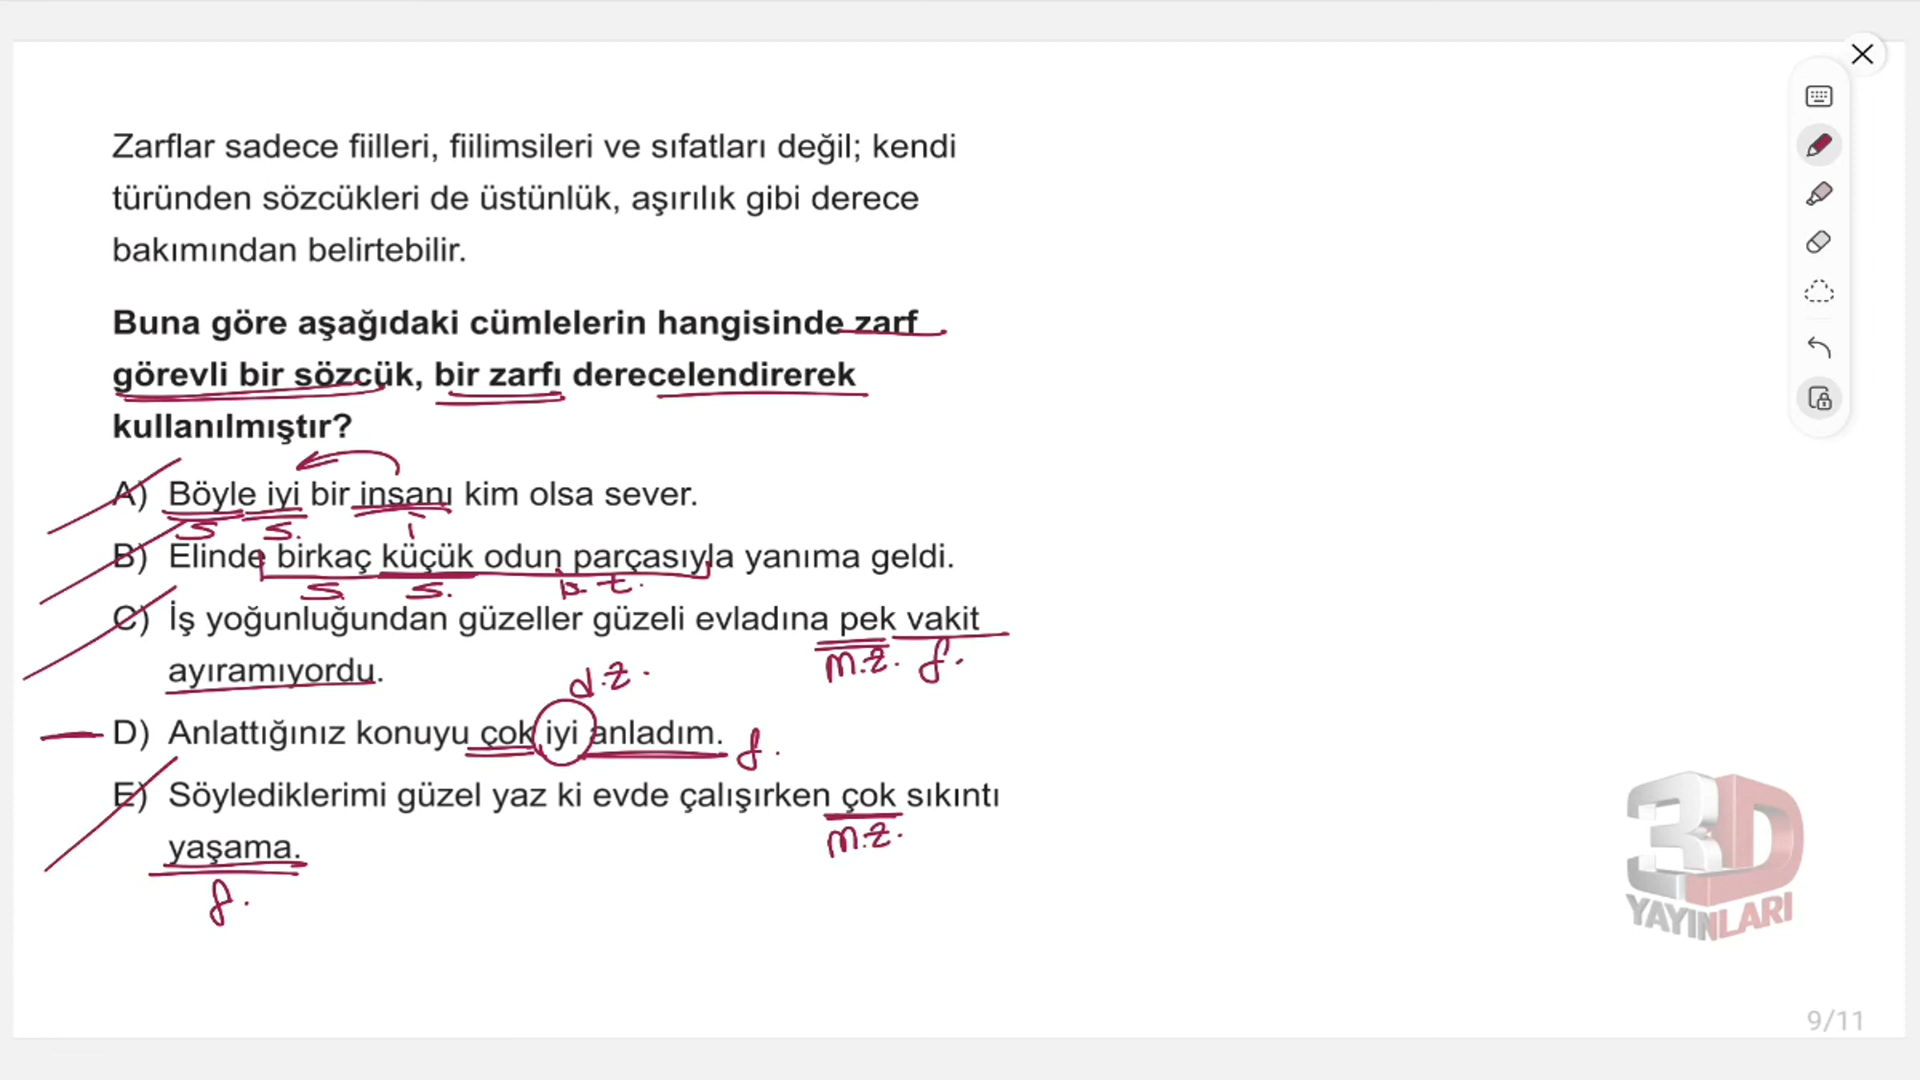 Zarflar sadece fiilleri, fiilimsileri ve sıfatları değil; kendi
türünden sözcükleri de üstünlük, aşırılık gibi derece
bakımından belirtebilir.
Buna göre aşağıdaki cümlelerin hangisinde zarf
görevli bir sözcük, bir zarfı derecelendirerek
kullanılmıştır?
A) Böyle iyi bir insanı kim olsa sever.
S S. i
B) Elinde birkaç küçük odun parçasıyla yanıma geldi.
S. S. b. t.
C) İş yoğunluğundan güzeller güzeli evladına pek vakit
m.z. f.
ayıramıyordu.
d.z.
D) Anlattığınız konuyu çok iyi anladım.
f.
E) Söylediklerimi güzel yaz ki evde çalışırken çok sıkıntı
m.z.
yaşama.
f.
3D
YAYINLARI
9/11